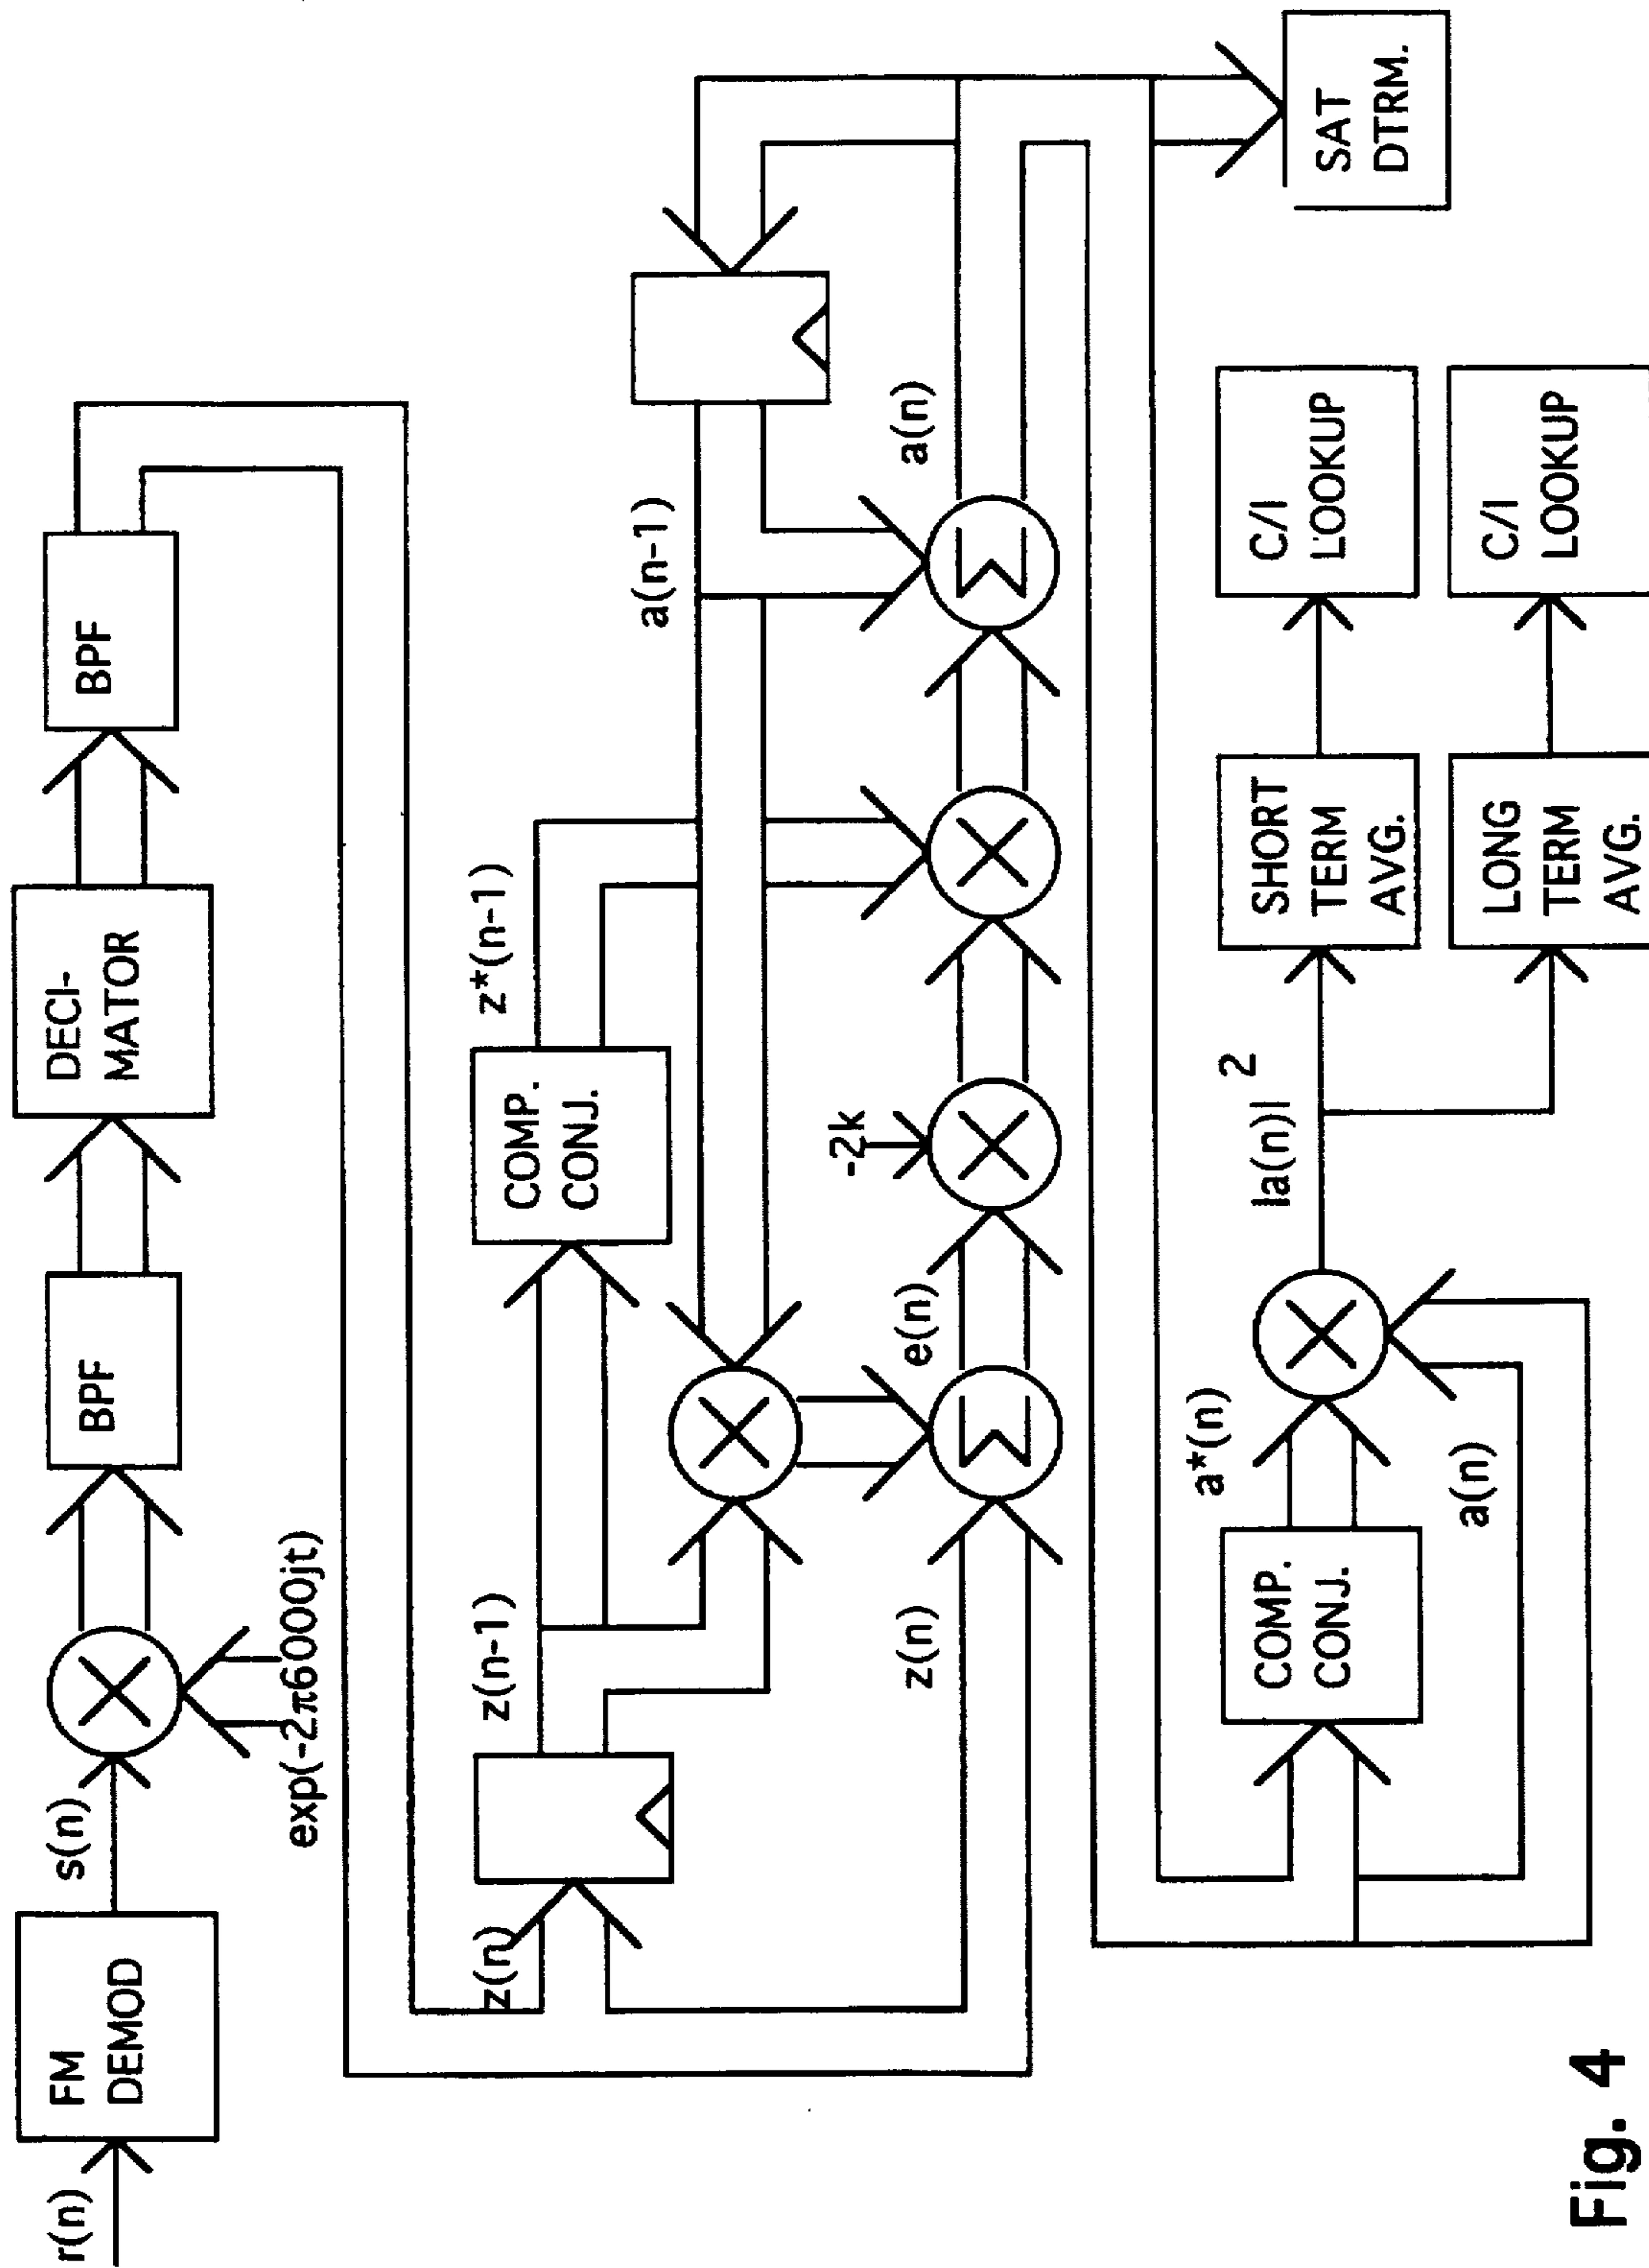 r(n)
FM
DEMOD
s(n)
exp(-2π6000jt)
BPF
DECI-
MATOR
BPF
z(n)
z(n-1)
COMP.
CONJ.
z*(n-1)
a(n-1)
z(n)
e(n)
-2k
a(n)
SAT
DTRM.
COMP.
CONJ.
a*(n)
a(n)
|a(n)|2
SHORT
TERM
AVG.
C/I
LOOKUP
LONG
TERM
AVG.
C/I
LOOKUP
Fig. 4